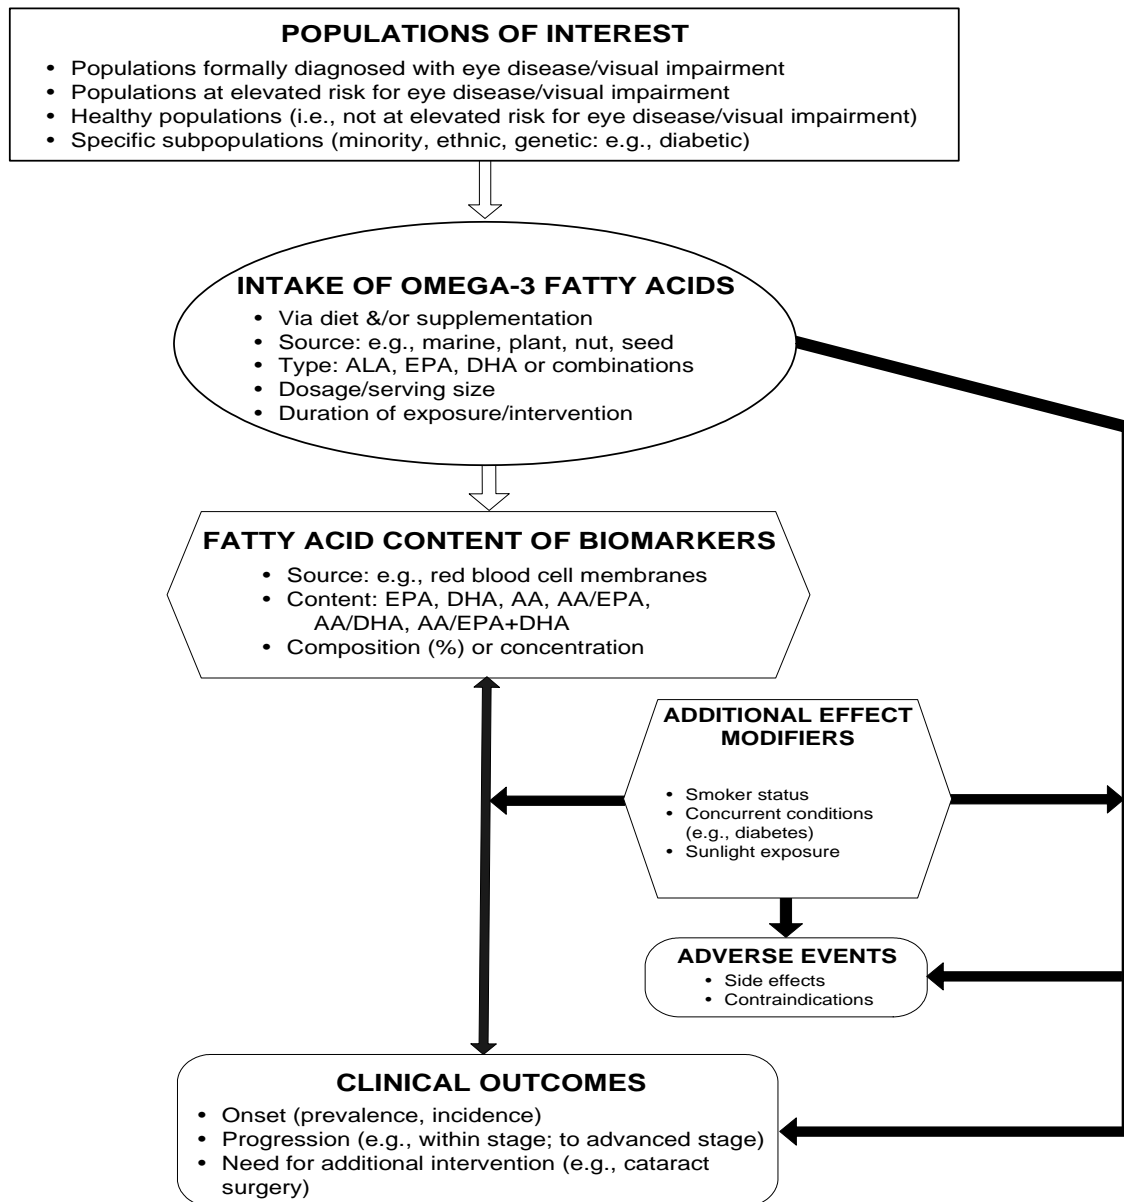 POPULATIONS OF INTEREST
• Populations formally diagnosed with eye disease/visual impairment
• Populations at elevated risk for eye disease/visual impairment
• Healthy populations (i.e., not at elevated risk for eye disease/visual impairment)
• Specific subpopulations (minority, ethnic, genetic: e.g., diabetic)
INTAKE OF OMEGA-3 FATTY ACIDS
• Via diet &/or supplementation
• Source: e.g., marine, plant, nut, seed
• Type: ALA, EPA, DHA or combinations
• Dosage/serving size
• Duration of exposure/intervention
FATTY ACID CONTENT OF BIOMARKERS
• Source: e.g., red blood cell membranes
• Content: EPA, DHA, AA, AA/EPA,
AA/DHA, AA/EPA+DHA
• Composition (%) or concentration
ADDITIONAL EFFECT
MODIFIERS
• Smoker status
• Concurrent conditions
(e.g., diabetes)
• Sunlight exposure
ADVERSE EVENTS
• Side effects
• Contraindications
CLINICAL OUTCOMES
• Onset (prevalence, incidence)
• Progression (e.g., within stage; to advanced stage)
• Need for additional intervention (e.g., cataract
surgery)